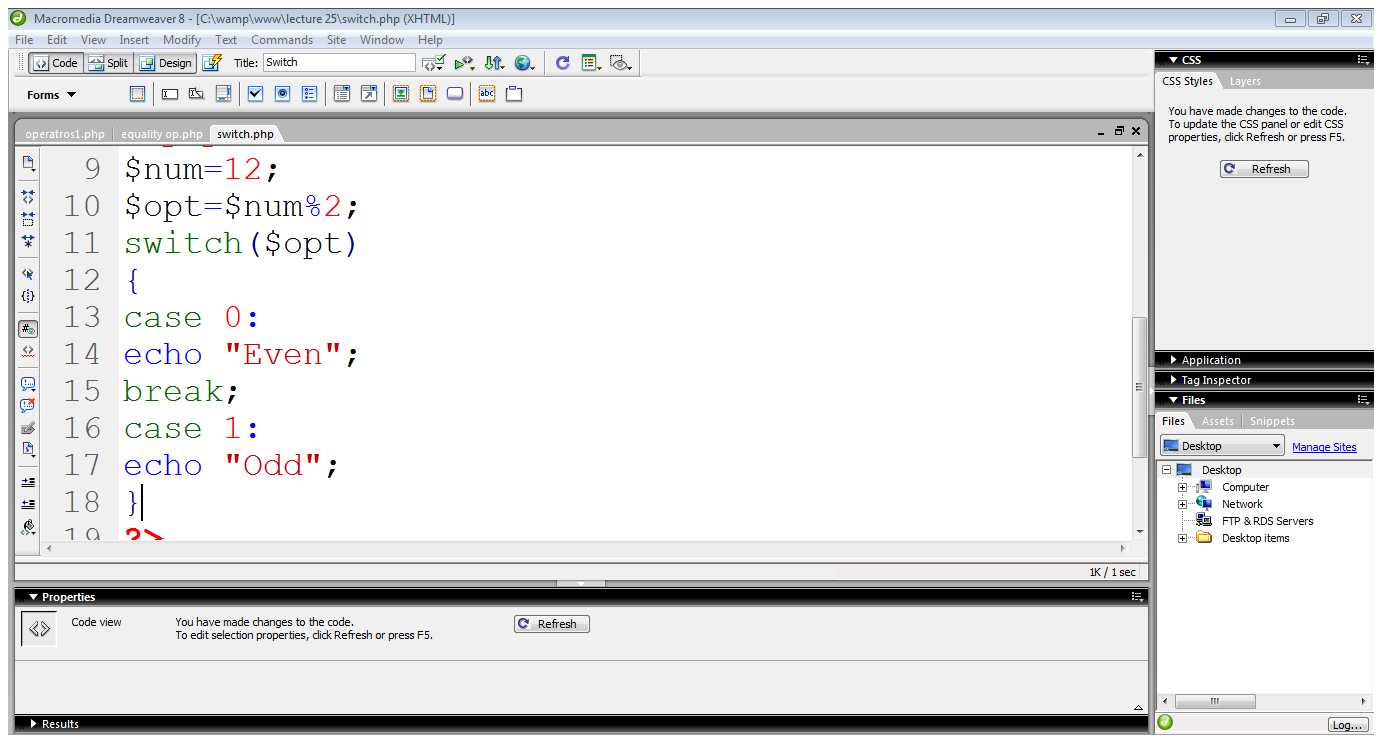 Macromedia Dreamweaver 8 - [C:\wamp\www\lecture 25\switch.php (XHTML)]
File Edit View Insert Modify Text Commands Site Window Help
Code Split Design Title: Switch
Forms
operatros1.php equality op.php switch.php
9 $num=12;
10 $opt=$num%2;
11 switch($opt)
12 {
13 case 0:
14 echo "Even";
15 break;
16 case 1:
17 echo "Odd";
18 }
19 ?>
1K / 1 sec
Properties
Code view
You have made changes to the code.
To edit selection properties, click Refresh or press F5.
Refresh
Results
CSS
CSS Styles Layers
You have made changes to the code.
To update the CSS panel or edit CSS
properties, click Refresh or press F5.
Refresh
Application
Tag Inspector
Files
Files Assets Snippets
Desktop Manage Sites
Desktop
Computer
Network
FTP & RDS Servers
Desktop items
Log...